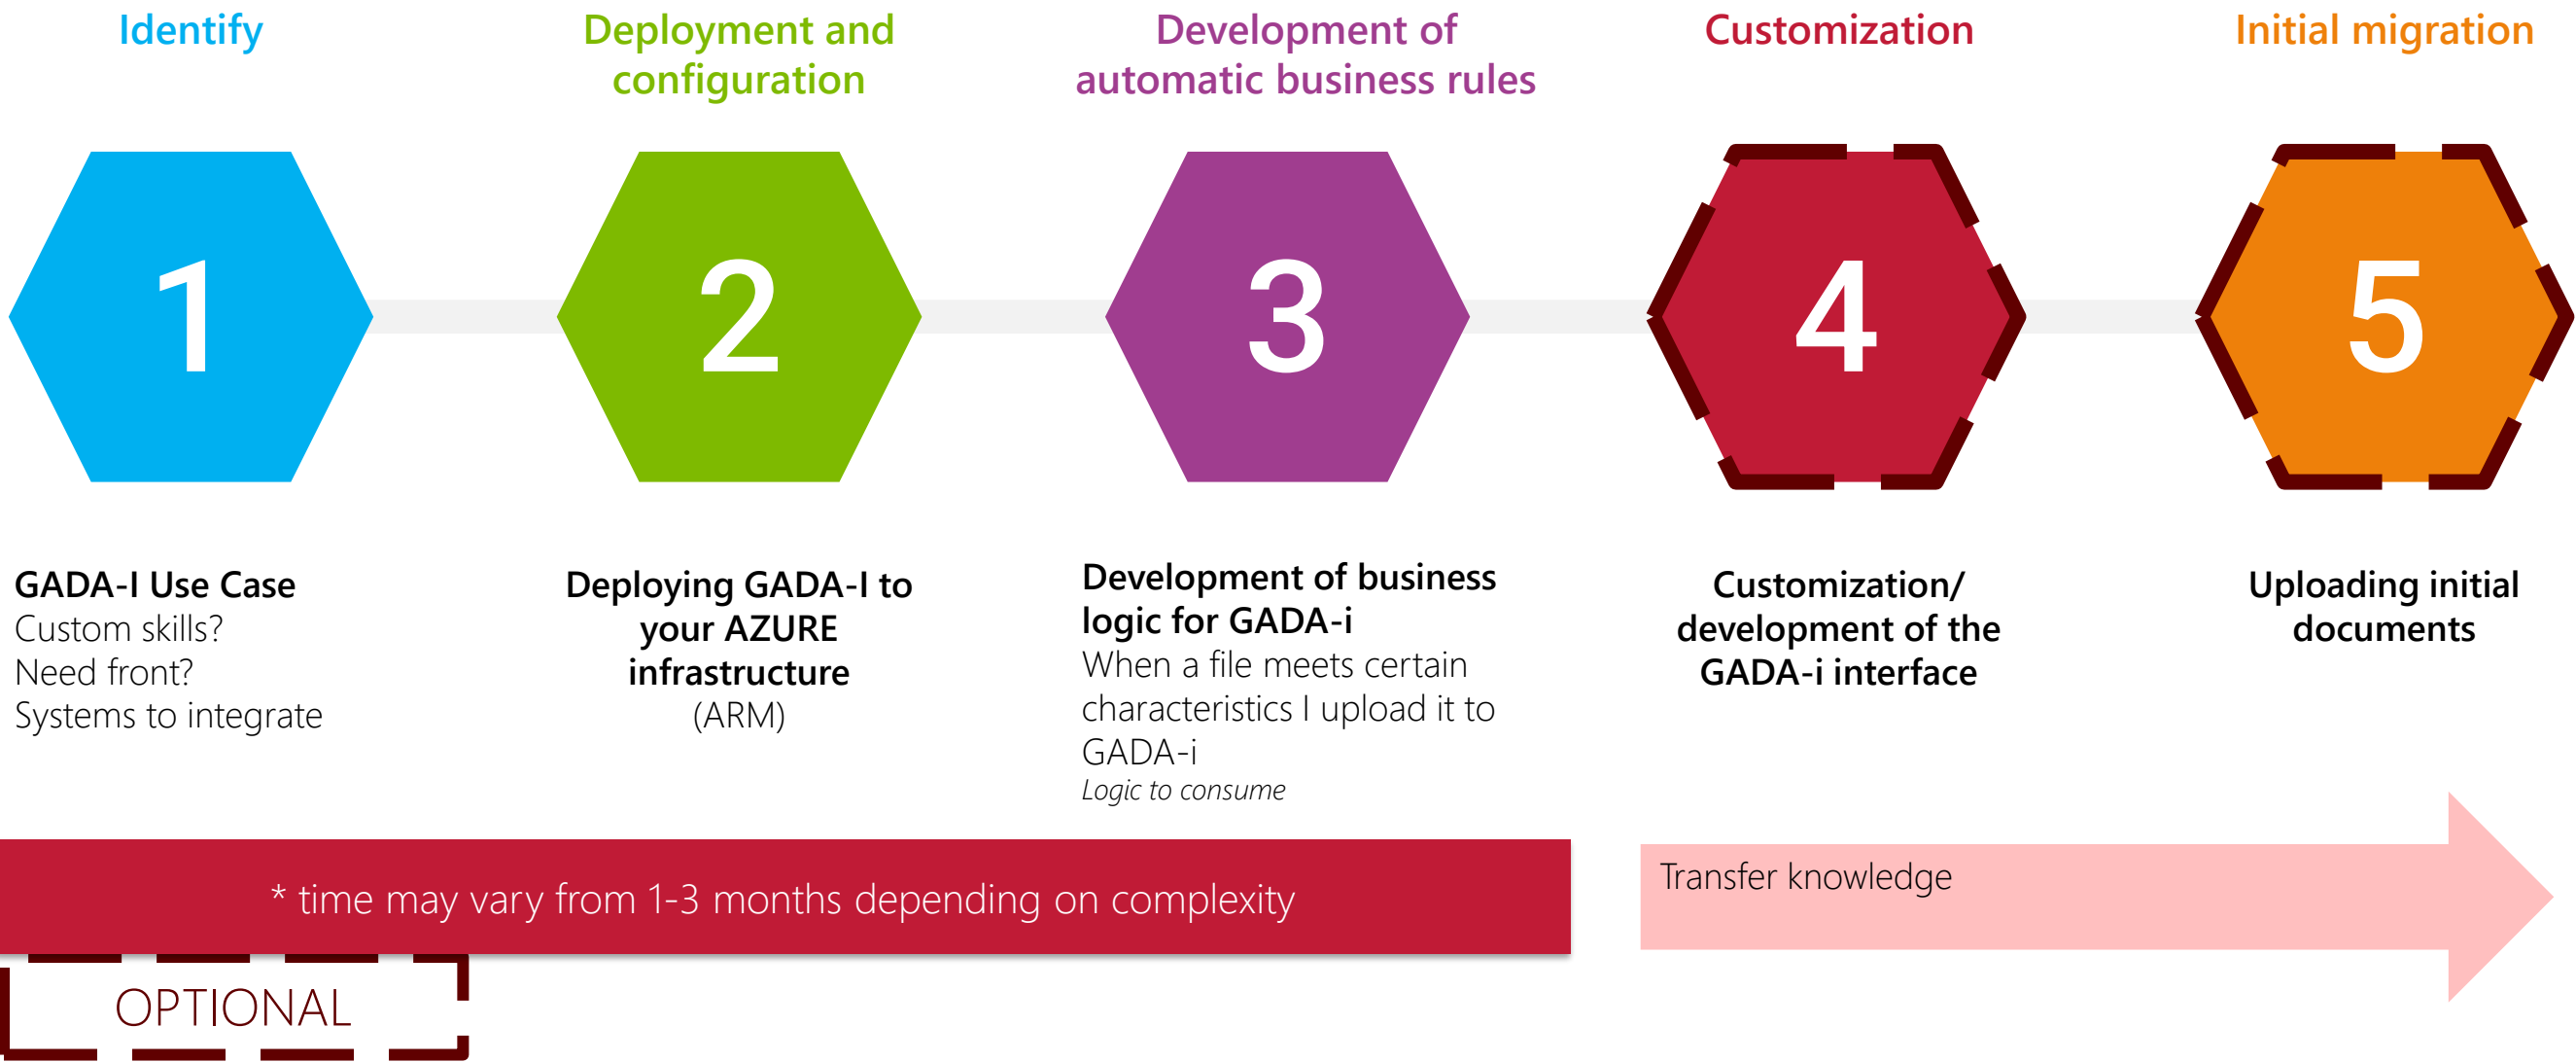 Identify
Deployment and
configuration
Development of
automatic business rules
Customization
Initial migration
1
2
3
4
5
GADA-I Use Case
Custom skills?
Need front?
Systems to integrate
Deploying GADA-I to
your AZURE
infrastructure
(ARM)
Development of business
logic for GADA-i
When a file meets certain
characteristics I upload it to
GADA-i
Logic to consume
Customization/
development of the
GADA-i interface
Uploading initial
documents
* time may vary from 1-3 months depending on complexity
Transfer knowledge
OPTIONAL